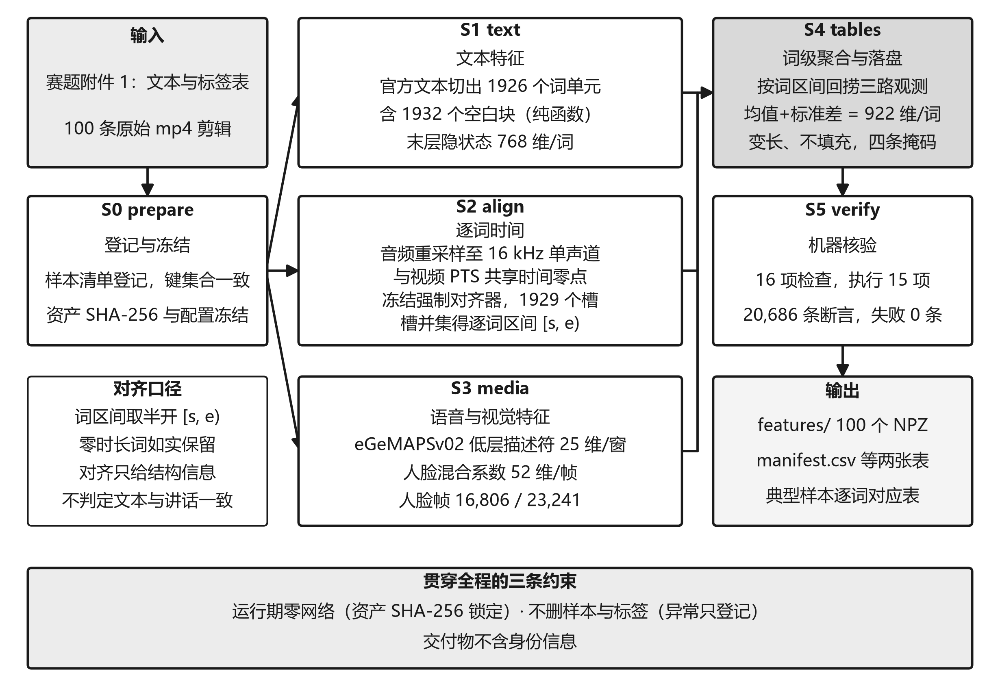 输入
赛题附件 1：文本与标签表
100 条原始 mp4 剪辑
S0 prepare
登记与冻结
样本清单登记，键集合一致
资产 SHA-256 与配置冻结
对齐口径
词区间取半开 [s, e)
零时长词如实保留
对齐只给结构信息
不判定文本与讲话一致
S1 text
文本特征
官方文本切出 1926 个词单元
含 1932 个空白块（纯函数）
末层隐状态 768 维/词
S2 align
逐词时间
音频重采样至 16 kHz 单声道
与视频 PTS 共享时间零点
冻结强制对齐器，1929 个槽
槽并集得逐词区间 [s, e)
S3 media
语音与视觉特征
eGeMAPSv02 低层描述符 25 维/窗
人脸混合系数 52 维/帧
人脸帧 16,806 / 23,241
S4 tables
词级聚合与落盘
按词区间回捞三路观测
均值+标准差 = 922 维/词
变长、不填充，四条掩码
S5 verify
机器核验
16 项检查，执行 15 项
20,686 条断言，失败 0 条
输出
features/ 100 个 NPZ
manifest.csv 等两张表
典型样本逐词对应表
贯穿全程的三条约束
运行期零网络（资产 SHA-256 锁定）· 不删样本与标签（异常只登记）
交付物不含身份信息